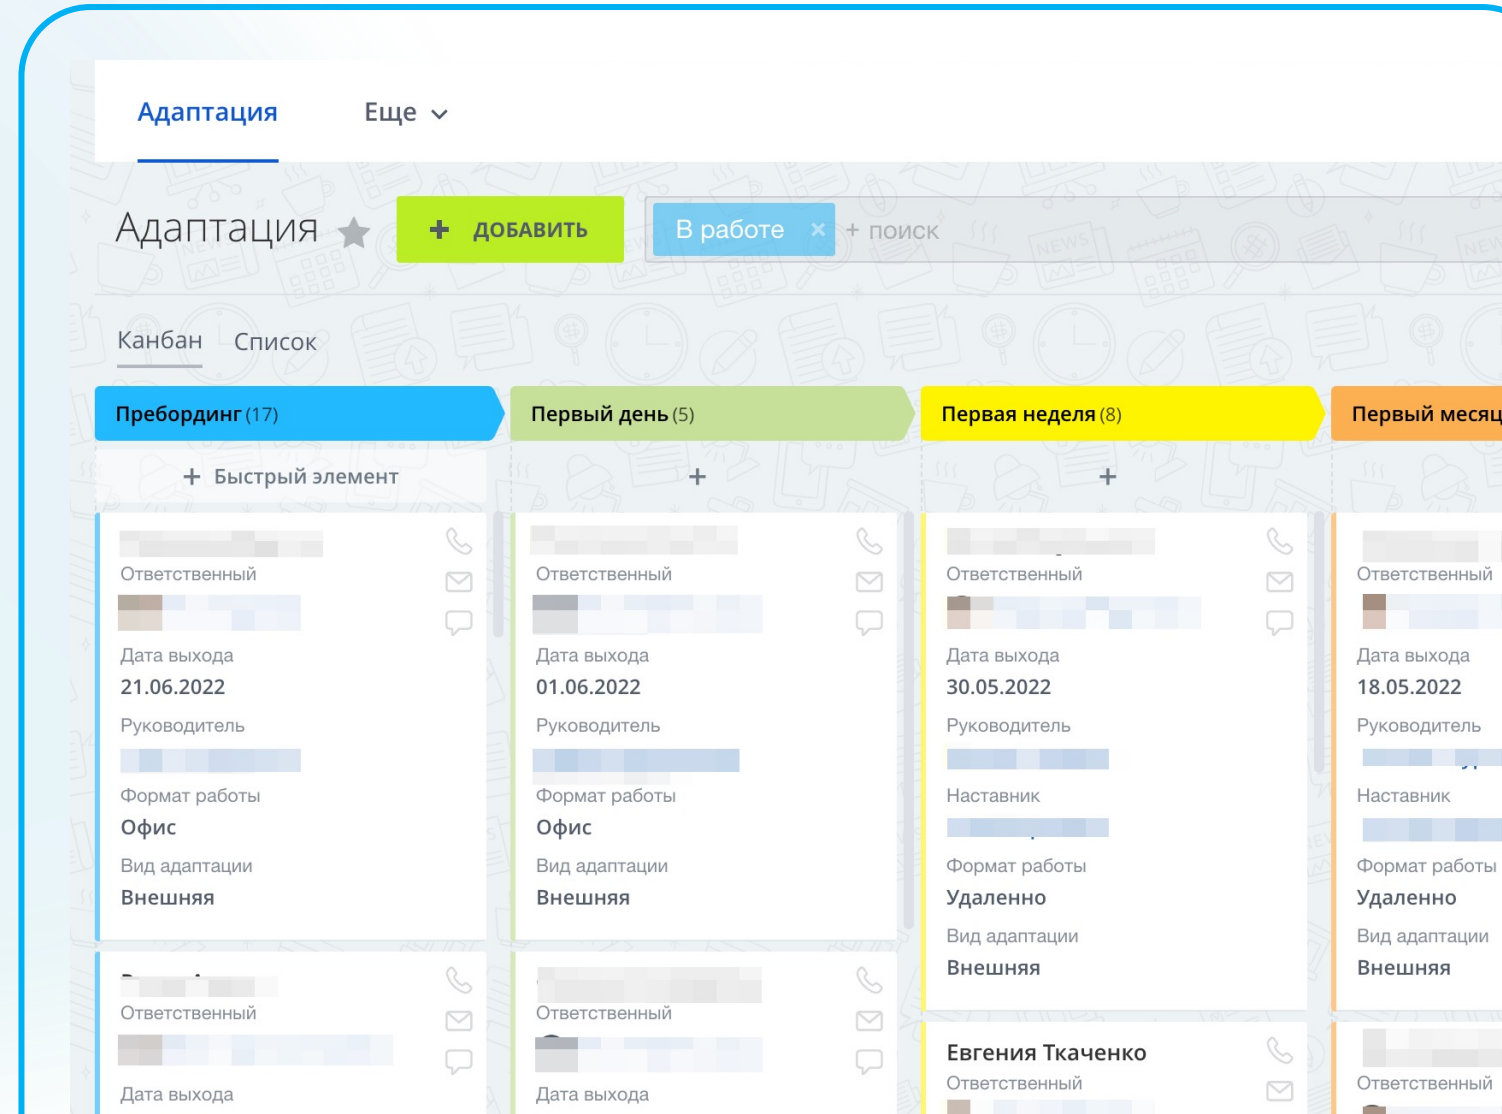 Адаптация Еще
Адаптация + ДОБАВИТЬ В работе × + поиск
Канбан Список
Пребординг (17)
+ Быстрый элемент
Ответственный
Дата выхода
21.06.2022
Руководитель
Формат работы
Офис
Вид адаптации
Внешняя
Ответственный
Дата выхода
Первый день (5)
+
Ответственный
Дата выхода
01.06.2022
Руководитель
Формат работы
Офис
Вид адаптации
Внешняя
Ответственный
Дата выхода
Первая неделя (8)
+
Ответственный
Дата выхода
30.05.2022
Руководитель
Наставник
Формат работы
Удаленно
Вид адаптации
Внешняя
Евгения Ткаченко
Ответственный
Первый месяц
Ответственный
Дата выхода
18.05.2022
Руководитель
Наставник
Формат работы
Удаленно
Вид адаптации
Внешняя
Ответственный